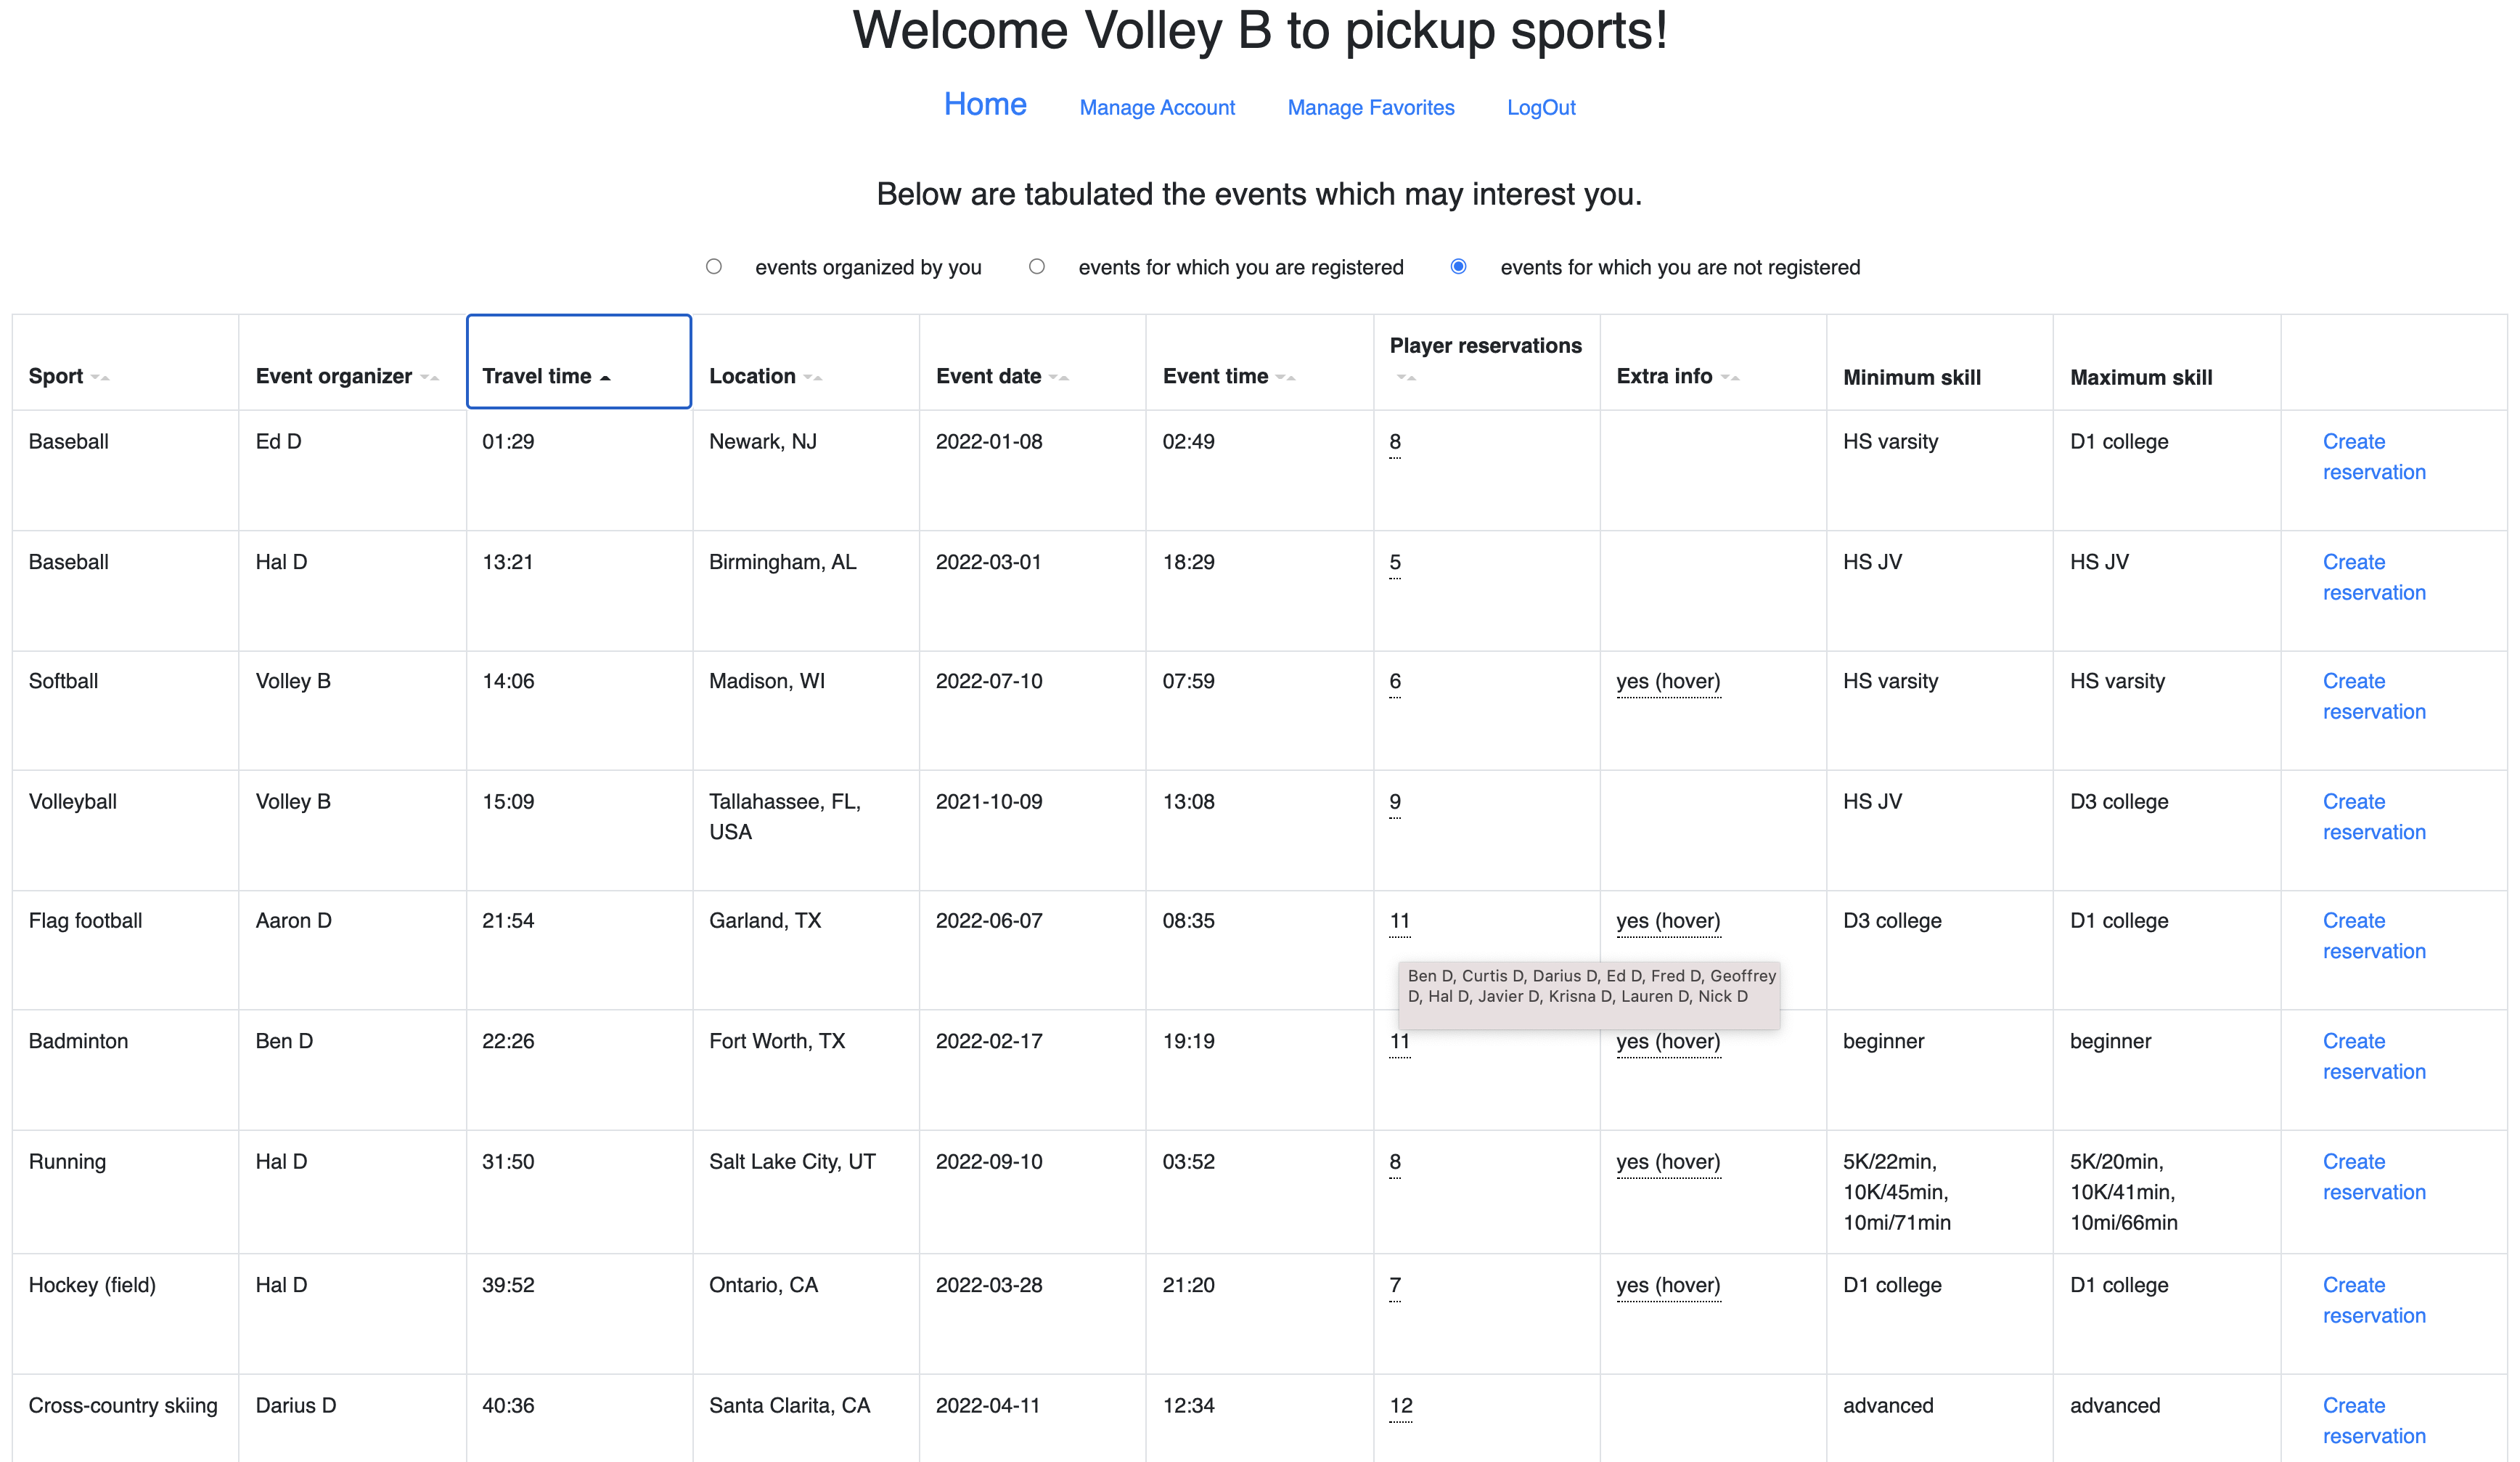 Welcome Volley B to pickup sports!
Home Manage Account Manage Favorites LogOut
Below are tabulated the events which may interest you.
events organized by you events for which you are registered events for which you are not registered
Sport Event organizer Travel time Location Event date Event time Player reservations Extra info Minimum skill Maximum skill
Baseball Ed D 01:29 Newark, NJ 2022-01-08 02:49 8 HS varsity D1 college Create
reservation
Baseball Hal D 13:21 Birmingham, AL 2022-03-01 18:29 5 HS JV HS JV Create
reservation
Softball Volley B 14:06 Madison, WI 2022-07-10 07:59 6 yes (hover) HS varsity HS varsity Create
reservation
Volleyball Volley B 15:09 Tallahassee, FL, 2021-10-09 13:08 9 HS JV D3 college Create
USA reservation
Flag football Aaron D 21:54 Garland, TX 2022-06-07 08:35 11 yes (hover) D3 college D1 college Create
reservation
Ben D, Curtis D, Darius D, Ed D, Fred D, Geoffrey
D, Hal D, Javier D, Krisna D, Lauren D, Nick D
Badminton Ben D 22:26 Fort Worth, TX 2022-02-17 19:19 11 yes (hover) beginner beginner Create
reservation
Running Hal D 31:50 Salt Lake City, UT 2022-09-10 03:52 8 yes (hover) 5K/22min, 5K/20min, Create
10K/45min, 10K/41min, reservation
10mi/71min 10mi/66min
Hockey (field) Hal D 39:52 Ontario, CA 2022-03-28 21:20 7 yes (hover) D1 college D1 college Create
reservation
Cross-country skiing Darius D 40:36 Santa Clarita, CA 2022-04-11 12:34 12 advanced advanced Create
reservation